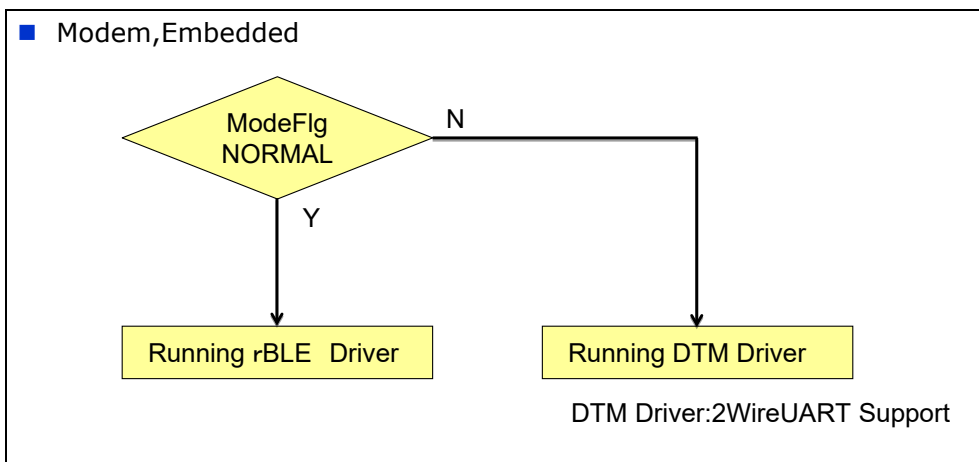 Modem,Embedded
ModeFlg
NORMAL
N
Y
Running rBLE Driver
Running DTM Driver
DTM Driver:2WireUART Support